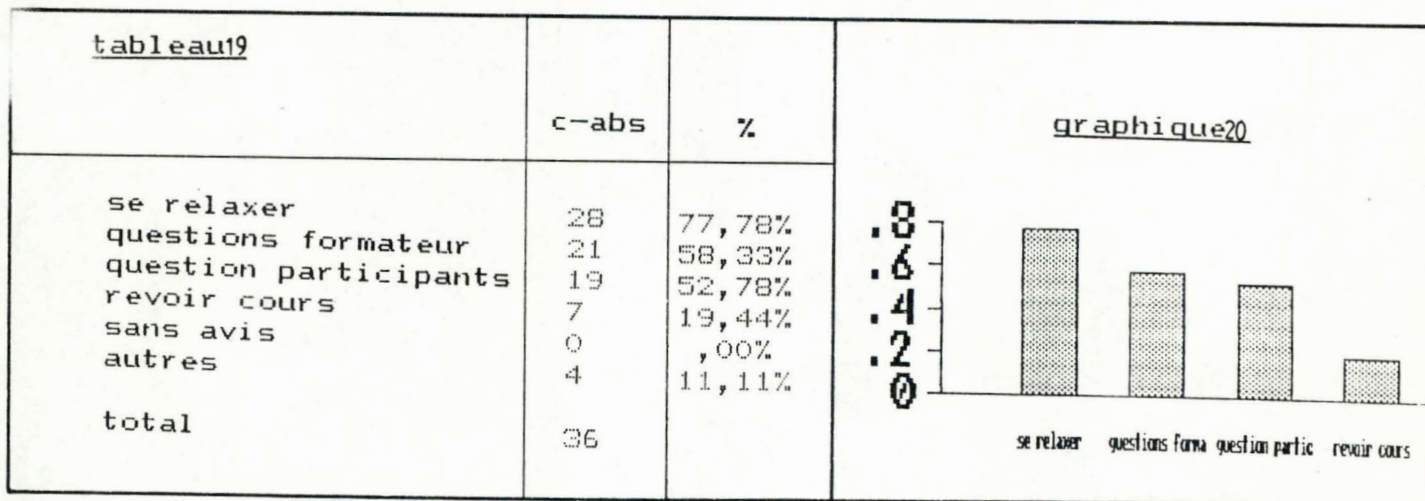 tableau19
c-abs %
se relaxer 28 77,78%
questions formateur 21 58,33%
question participants 19 52,78%
revoir cours 7 19,44%
sans avis 0 ,00%
autres 4 11,11%
total 36
graphique20
.8
.6
.4
.2
0
se relaxer questions forma question partic revoir cours